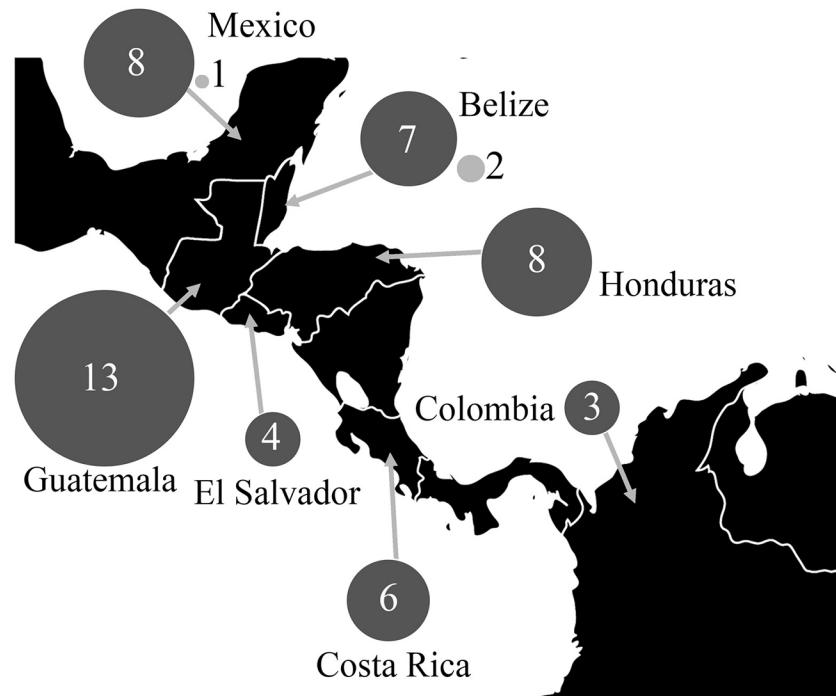 Mexico
8
1
Belize
7
2
8
Honduras
13
Guatemala
4
El Salvador
Colombia
3
6
Costa Rica